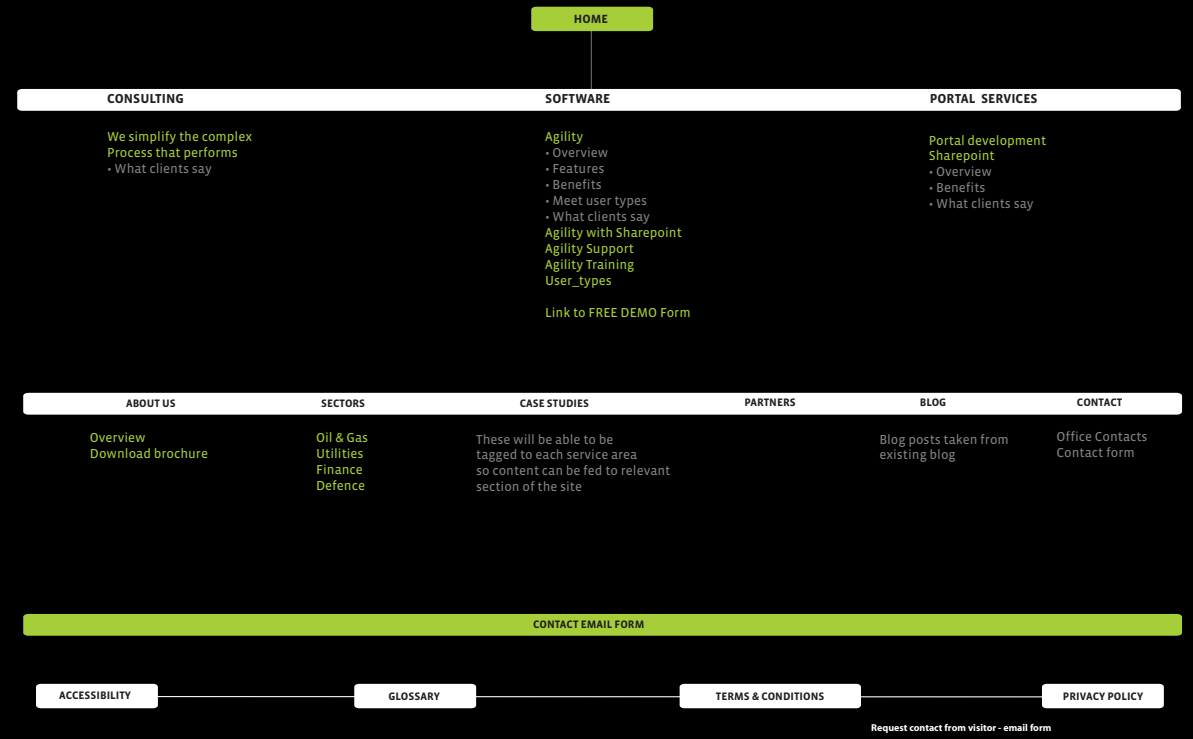 HOME
CONSULTING
SOFTWARE
PORTAL SERVICES
We simplify the complex
Process that performs
• What clients say
Agility
• Overview
• Features
• Benefits
• Meet user types
• What clients say
Agility with Sharepoint
Agility Support
Agility Training
User_types
Link to FREE DEMO Form
Portal development
Sharepoint
• Overview
• Benefits
• What clients say
ABOUT US
SECTORS
CASE STUDIES
PARTNERS
BLOG
CONTACT
Overview
Download brochure
Oil & Gas
Utilities
Finance
Defence
These will be able to be
tagged to each service area
so content can be fed to relevant
section of the site
Blog posts taken from
existing blog
Office Contacts
Contact form
CONTACT EMAIL FORM
ACCESSIBILITY
GLOSSARY
TERMS & CONDITIONS
PRIVACY POLICY
Request contact from visitor - email form